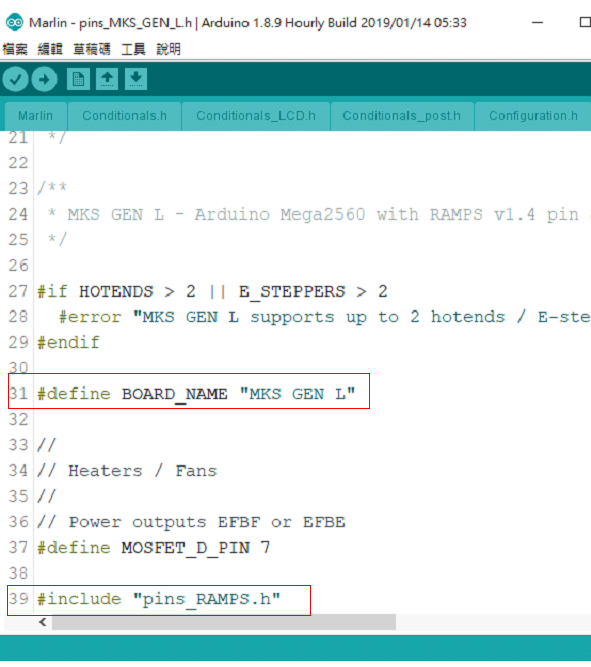 Marlin - pins_MKS_GEN_L.h | Arduino 1.8.9 Hourly Build 2019/01/14 05:33
檔案 編輯 草稿碼 工具 說明
Marlin Conditionals.h Conditionals_LCD.h Conditionals_post.h Configuration.h
21 */
22
23 /**
24 * MKS GEN L - Arduino Mega2560 with RAMPS v1.4 pin
25 */
26
27 #if HOTENDS > 2 || E_STEPPERS > 2
28 #error "MKS GEN L supports up to 2 hotends / E-ste
29 #endif
30
31 #define BOARD_NAME "MKS GEN L"
32
33 //
34 // Heaters / Fans
35 //
36 // Power outputs EFBF or EFBE
37 #define MOSFET_D_PIN 7
38
39 #include "pins_RAMPS.h"